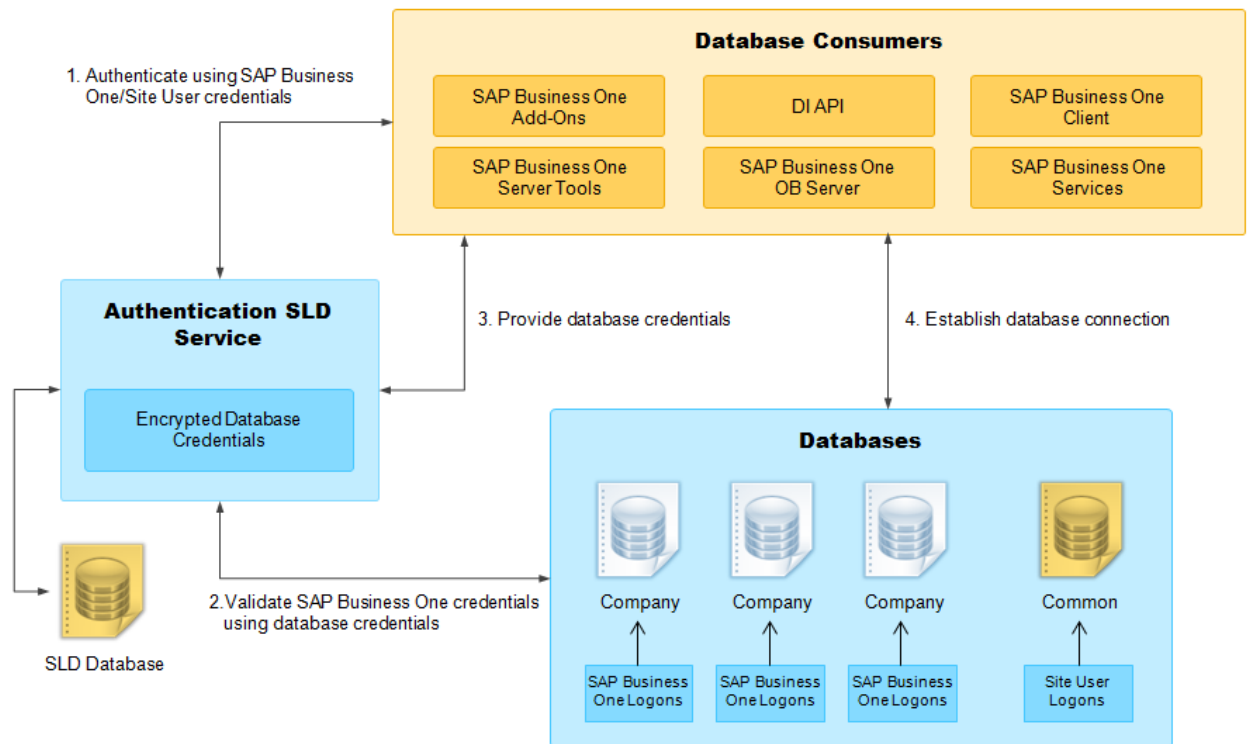 Database Consumers
1. Authenticate using SAP Business
One/Site User credentials
SAP Business One
Add-Ons
DI API
SAP Business One
Client
SAP Business One
Server Tools
SAP Business One
OB Server
SAP Business One
Services
Authentication SLD
Service
3. Provide database credentials
4. Establish database connection
Encrypted Database
Credentials
Databases
2.Validate SAP Business One credentials
using database credentials
Company
Company
Company
Common
SLD Database
SAP Business
One Logons
SAP Business
One Logons
SAP Business
One Logons
Site User
Logons